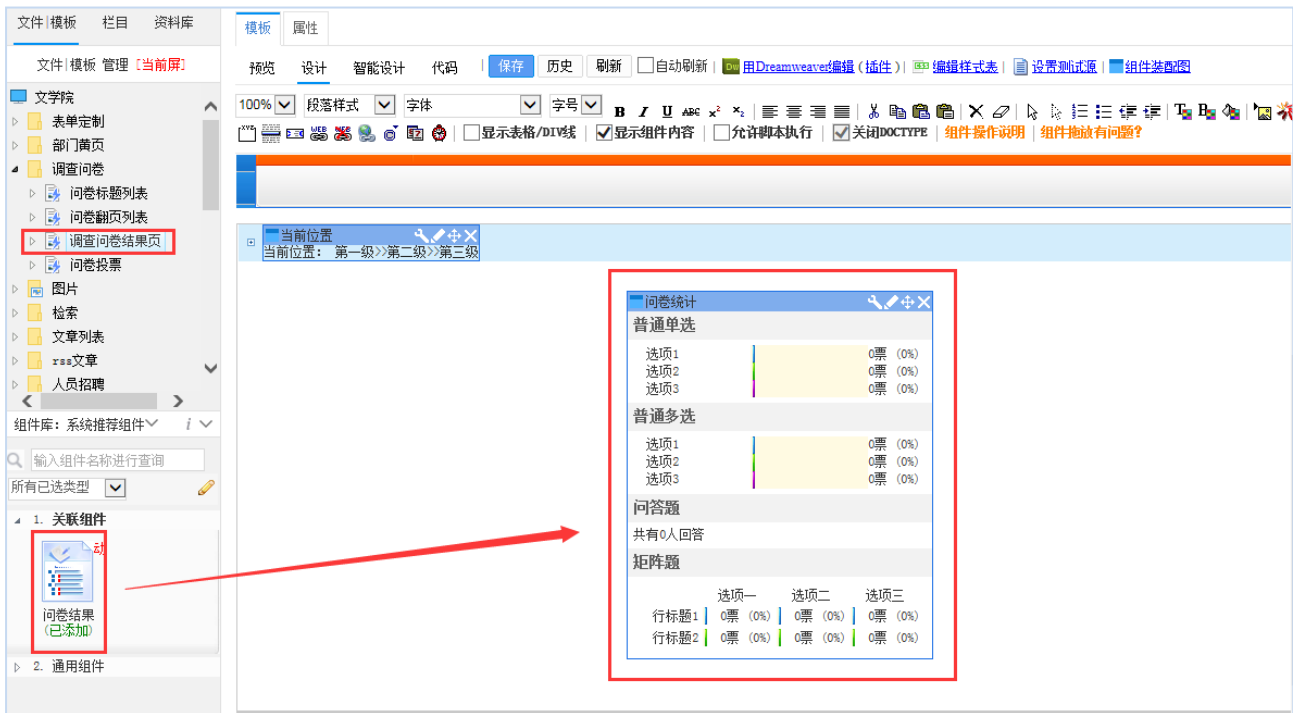 文件|模板 栏目 资料库
模板 属性
文件|模板 管理 [当前屏]
预览 设计 智能设计 代码 | 保存 历史 刷新 自动刷新 | Dw 用Dreamweaver编辑(插件)| 编辑样式表 | 设置测试源 | 组件装配图
100% 段落样式 字体 字号 B I U ABC x² ×₂
显示表格/DIV线 | 显示组件内容 | 允许脚本执行 | 关闭DOCTYPE | 组件操作说明 | 组件拖放有问题?
文学院
表单定制
部门黄页
调查问卷
问卷标题列表
问卷翻页列表
调查问卷结果页
问卷投票
图片
检索
文章列表
rss文章
人员招聘
组件库: 系统推荐组件 i
输入组件名称进行查询
所有已选类型
1. 关联组件
动
问卷结果
(已添加)
2. 通用组件
当前位置
当前位置: 第一级>>第二级>>第三级
问卷统计
普通单选
选项1 0票 (0%)
选项2 0票 (0%)
选项3 0票 (0%)
普通多选
选项1 0票 (0%)
选项2 0票 (0%)
选项3 0票 (0%)
问答题
共有0人回答
矩阵题
选项一 选项二 选项三
行标题1 0票 (0%) 0票 (0%) 0票 (0%)
行标题2 0票 (0%) 0票 (0%) 0票 (0%)